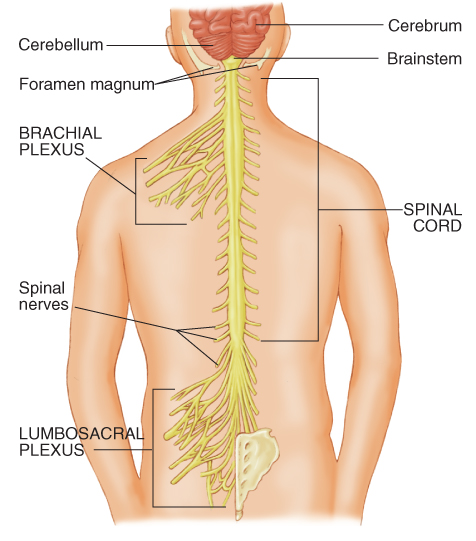 Cerebrum
Cerebellum
Brainstem
Foramen magnum
BRACHIAL
PLEXUS
SPINAL
CORD
Spinal
nerves
LUMBOSACRAL
PLEXUS